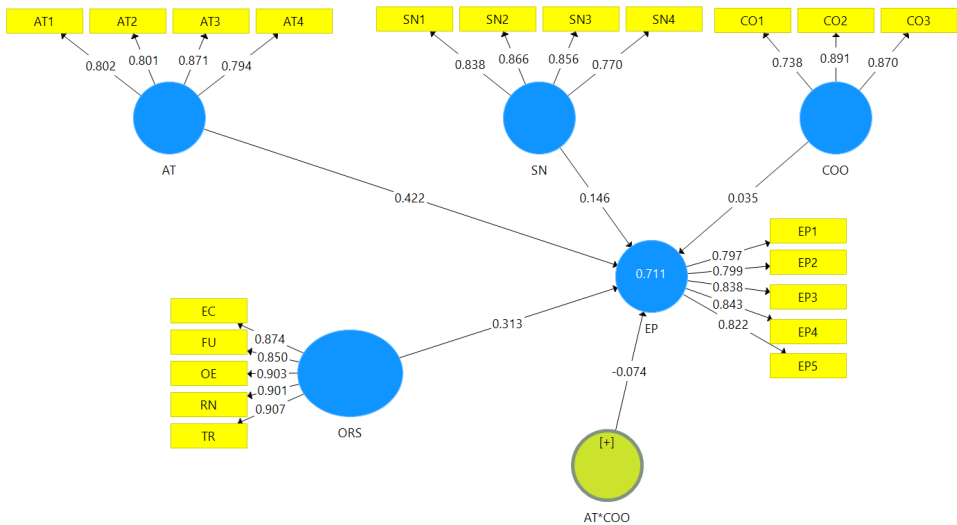 AT1 AT2 AT3 AT4
SN1 SN2 SN3 SN4
CO1 CO2 CO3
0.802 0.801 0.871 0.794
0.838 0.866 0.856 0.770
0.738 0.891 0.870
AT
SN
COO
0.422
0.146
0.035
0.711
EP
0.797
0.799
0.838
0.843
0.822
EP1
EP2
EP3
EP4
EP5
EC
FU
OE
RN
TR
0.874
0.850
0.903
0.901
0.907
ORS
0.313
-0.074
[+]
AT*COO